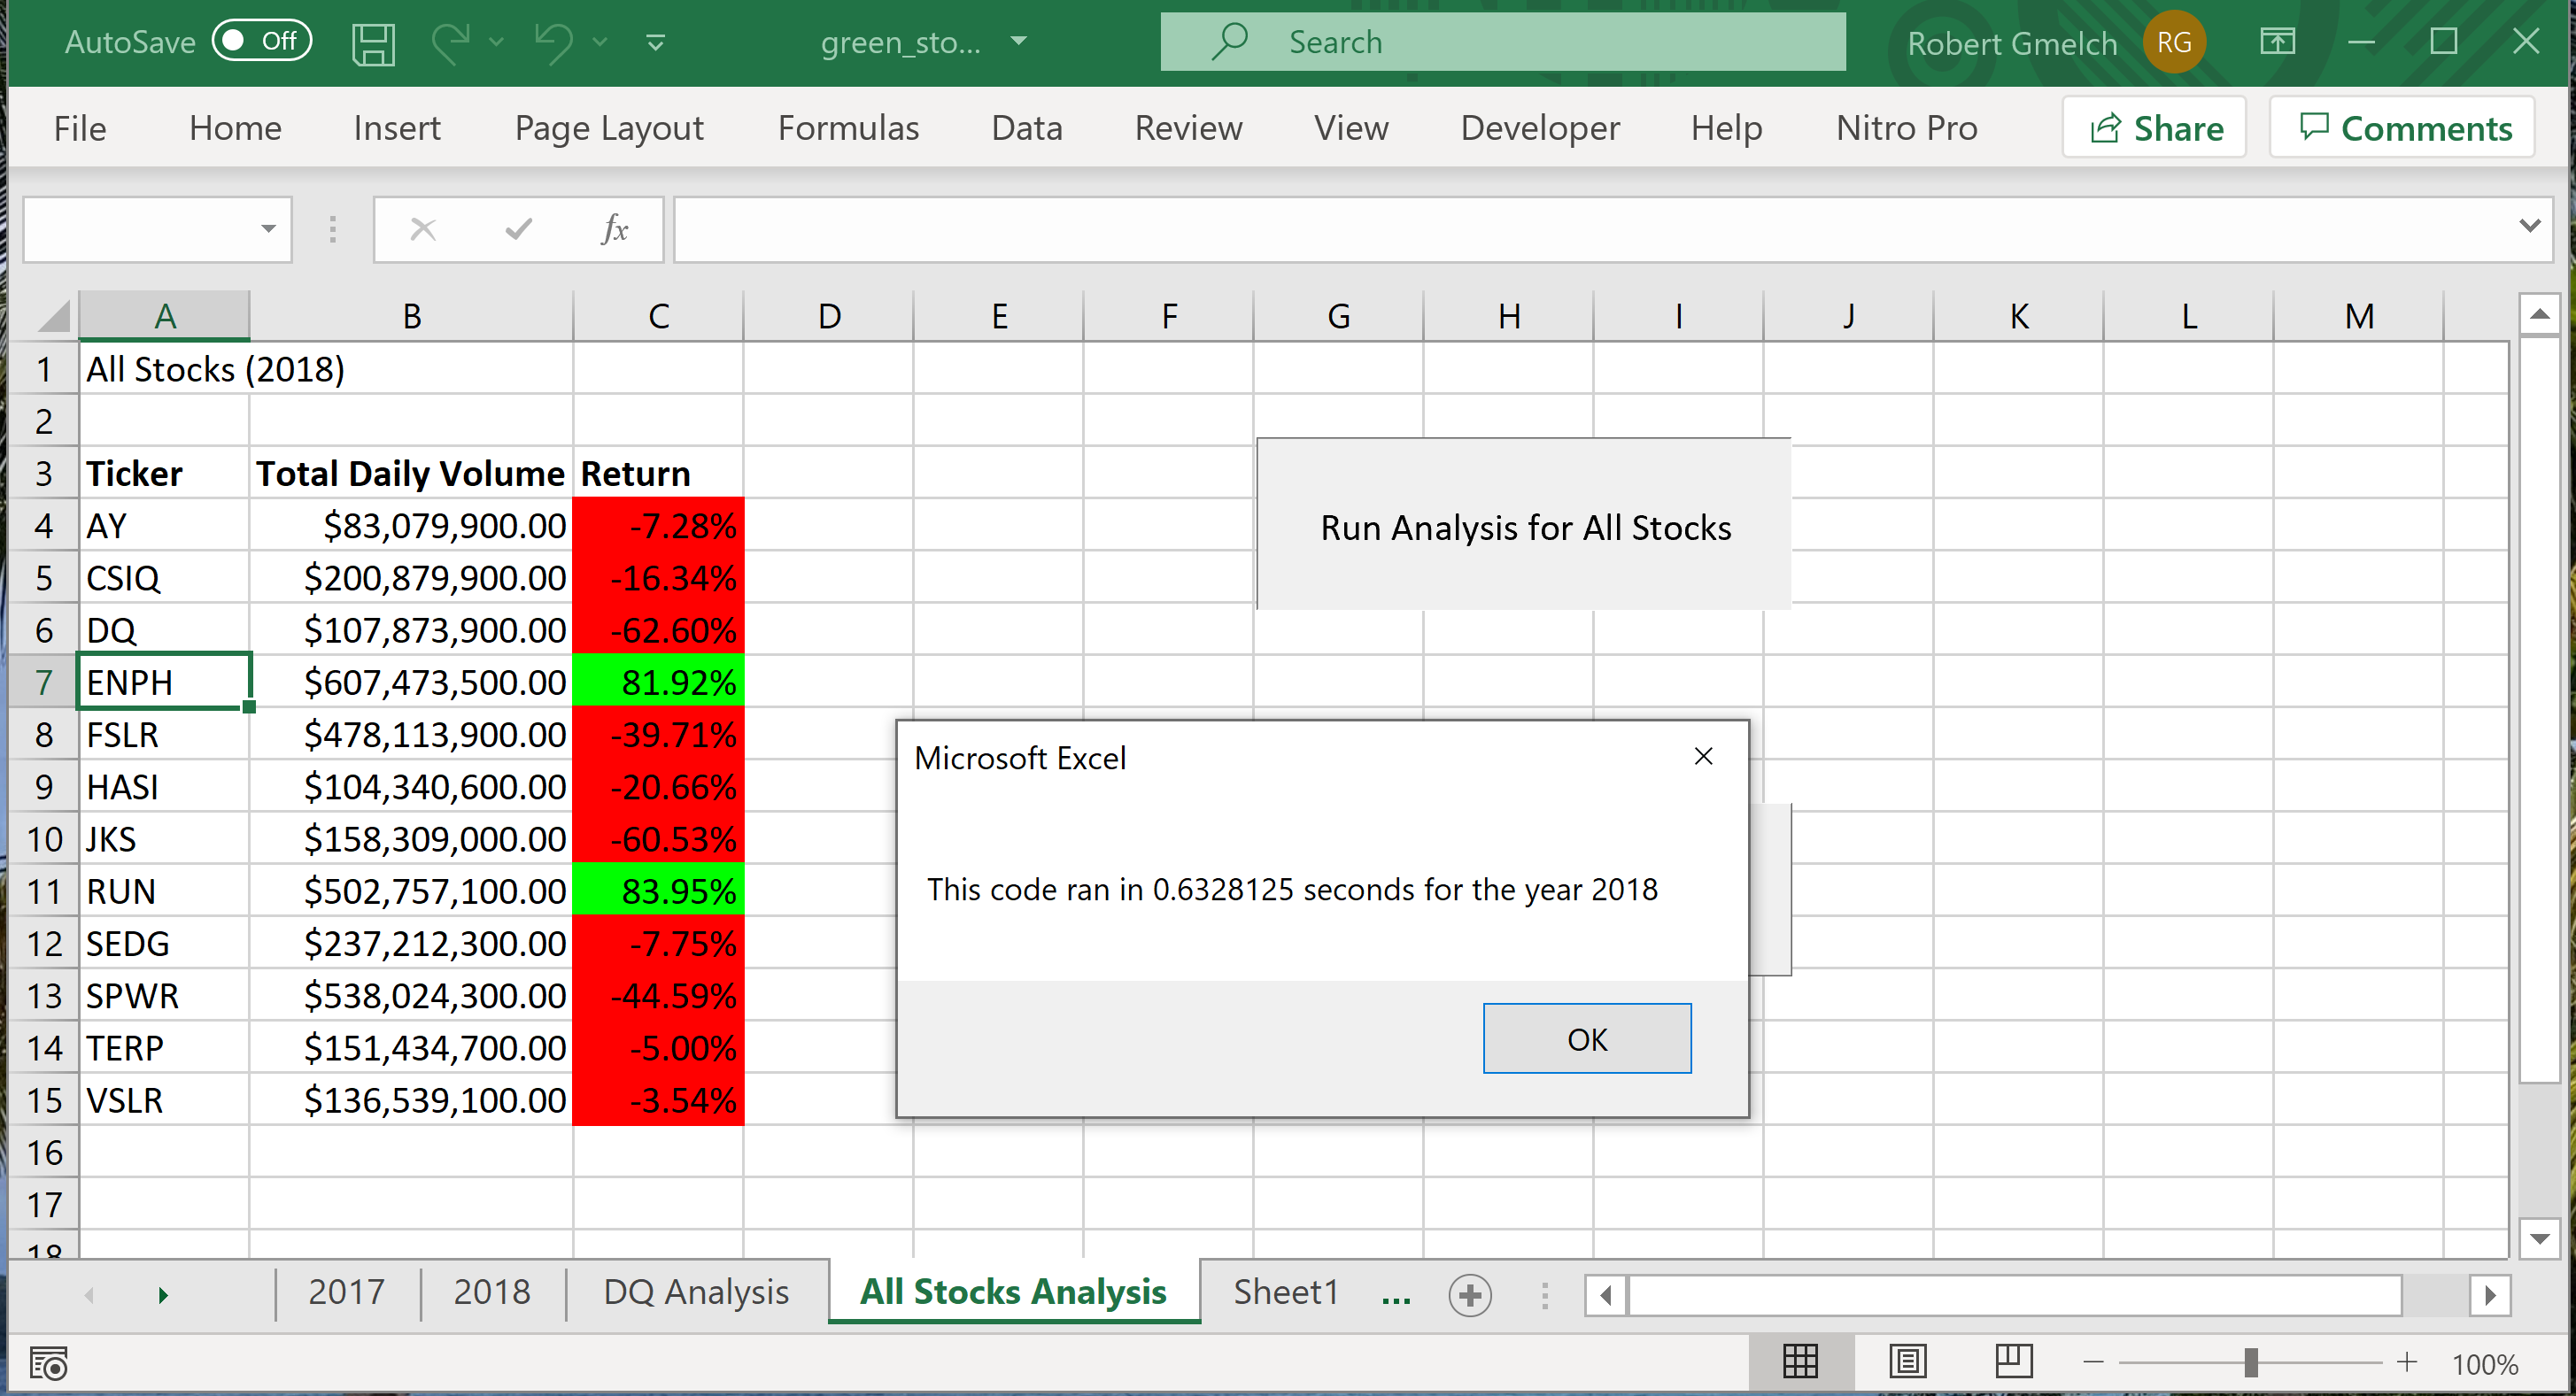 AutoSave Off green_sto... Search Robert Gmelch RG
File Home Insert Page Layout Formulas Data Review View Developer Help Nitro Pro Share Comments
fx
A B C D E F G H I J K L M
1 All Stocks (2018)
2
3 Ticker Total Daily Volume Return
4 AY $83,079,900.00 -7.28%
Run Analysis for All Stocks
5 CSIQ $200,879,900.00 -16.34%
6 DQ $107,873,900.00 -62.60%
7 ENPH $607,473,500.00 81.92%
8 FSLR $478,113,900.00 -39.71%
Microsoft Excel
9 HASI $104,340,600.00 -20.66%
10 JKS $158,309,000.00 -60.53%
11 RUN $502,757,100.00 83.95%
This code ran in 0.6328125 seconds for the year 2018
12 SEDG $237,212,300.00 -7.75%
13 SPWR $538,024,300.00 -44.59%
14 TERP $151,434,700.00 -5.00%
OK
15 VSLR $136,539,100.00 -3.54%
16
17
18
2017 2018 DQ Analysis All Stocks Analysis Sheet1 ...
100%